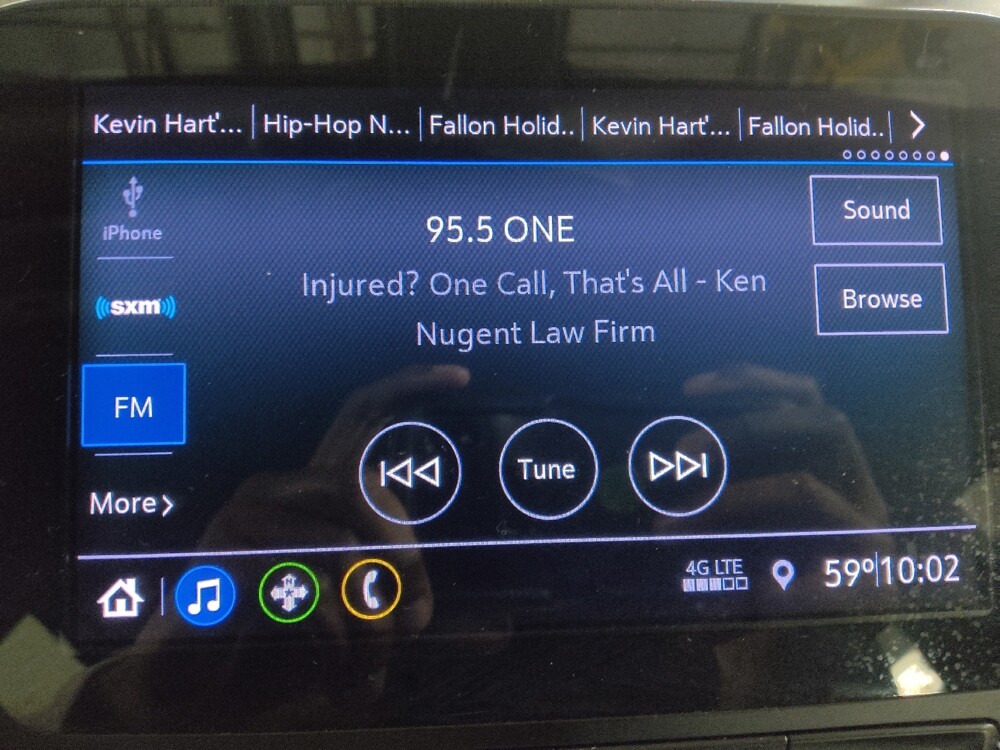 Kevin Hart'... Hip-Hop N... Fallon Holid.. Kevin Hart'... Fallon Holid..
iPhone
Sound
95.5 ONE
sxm
Injured? One Call, That's All - Ken
Browse
Nugent Law Firm
FM
Tune
More
N
4G LTE
59° 10:02